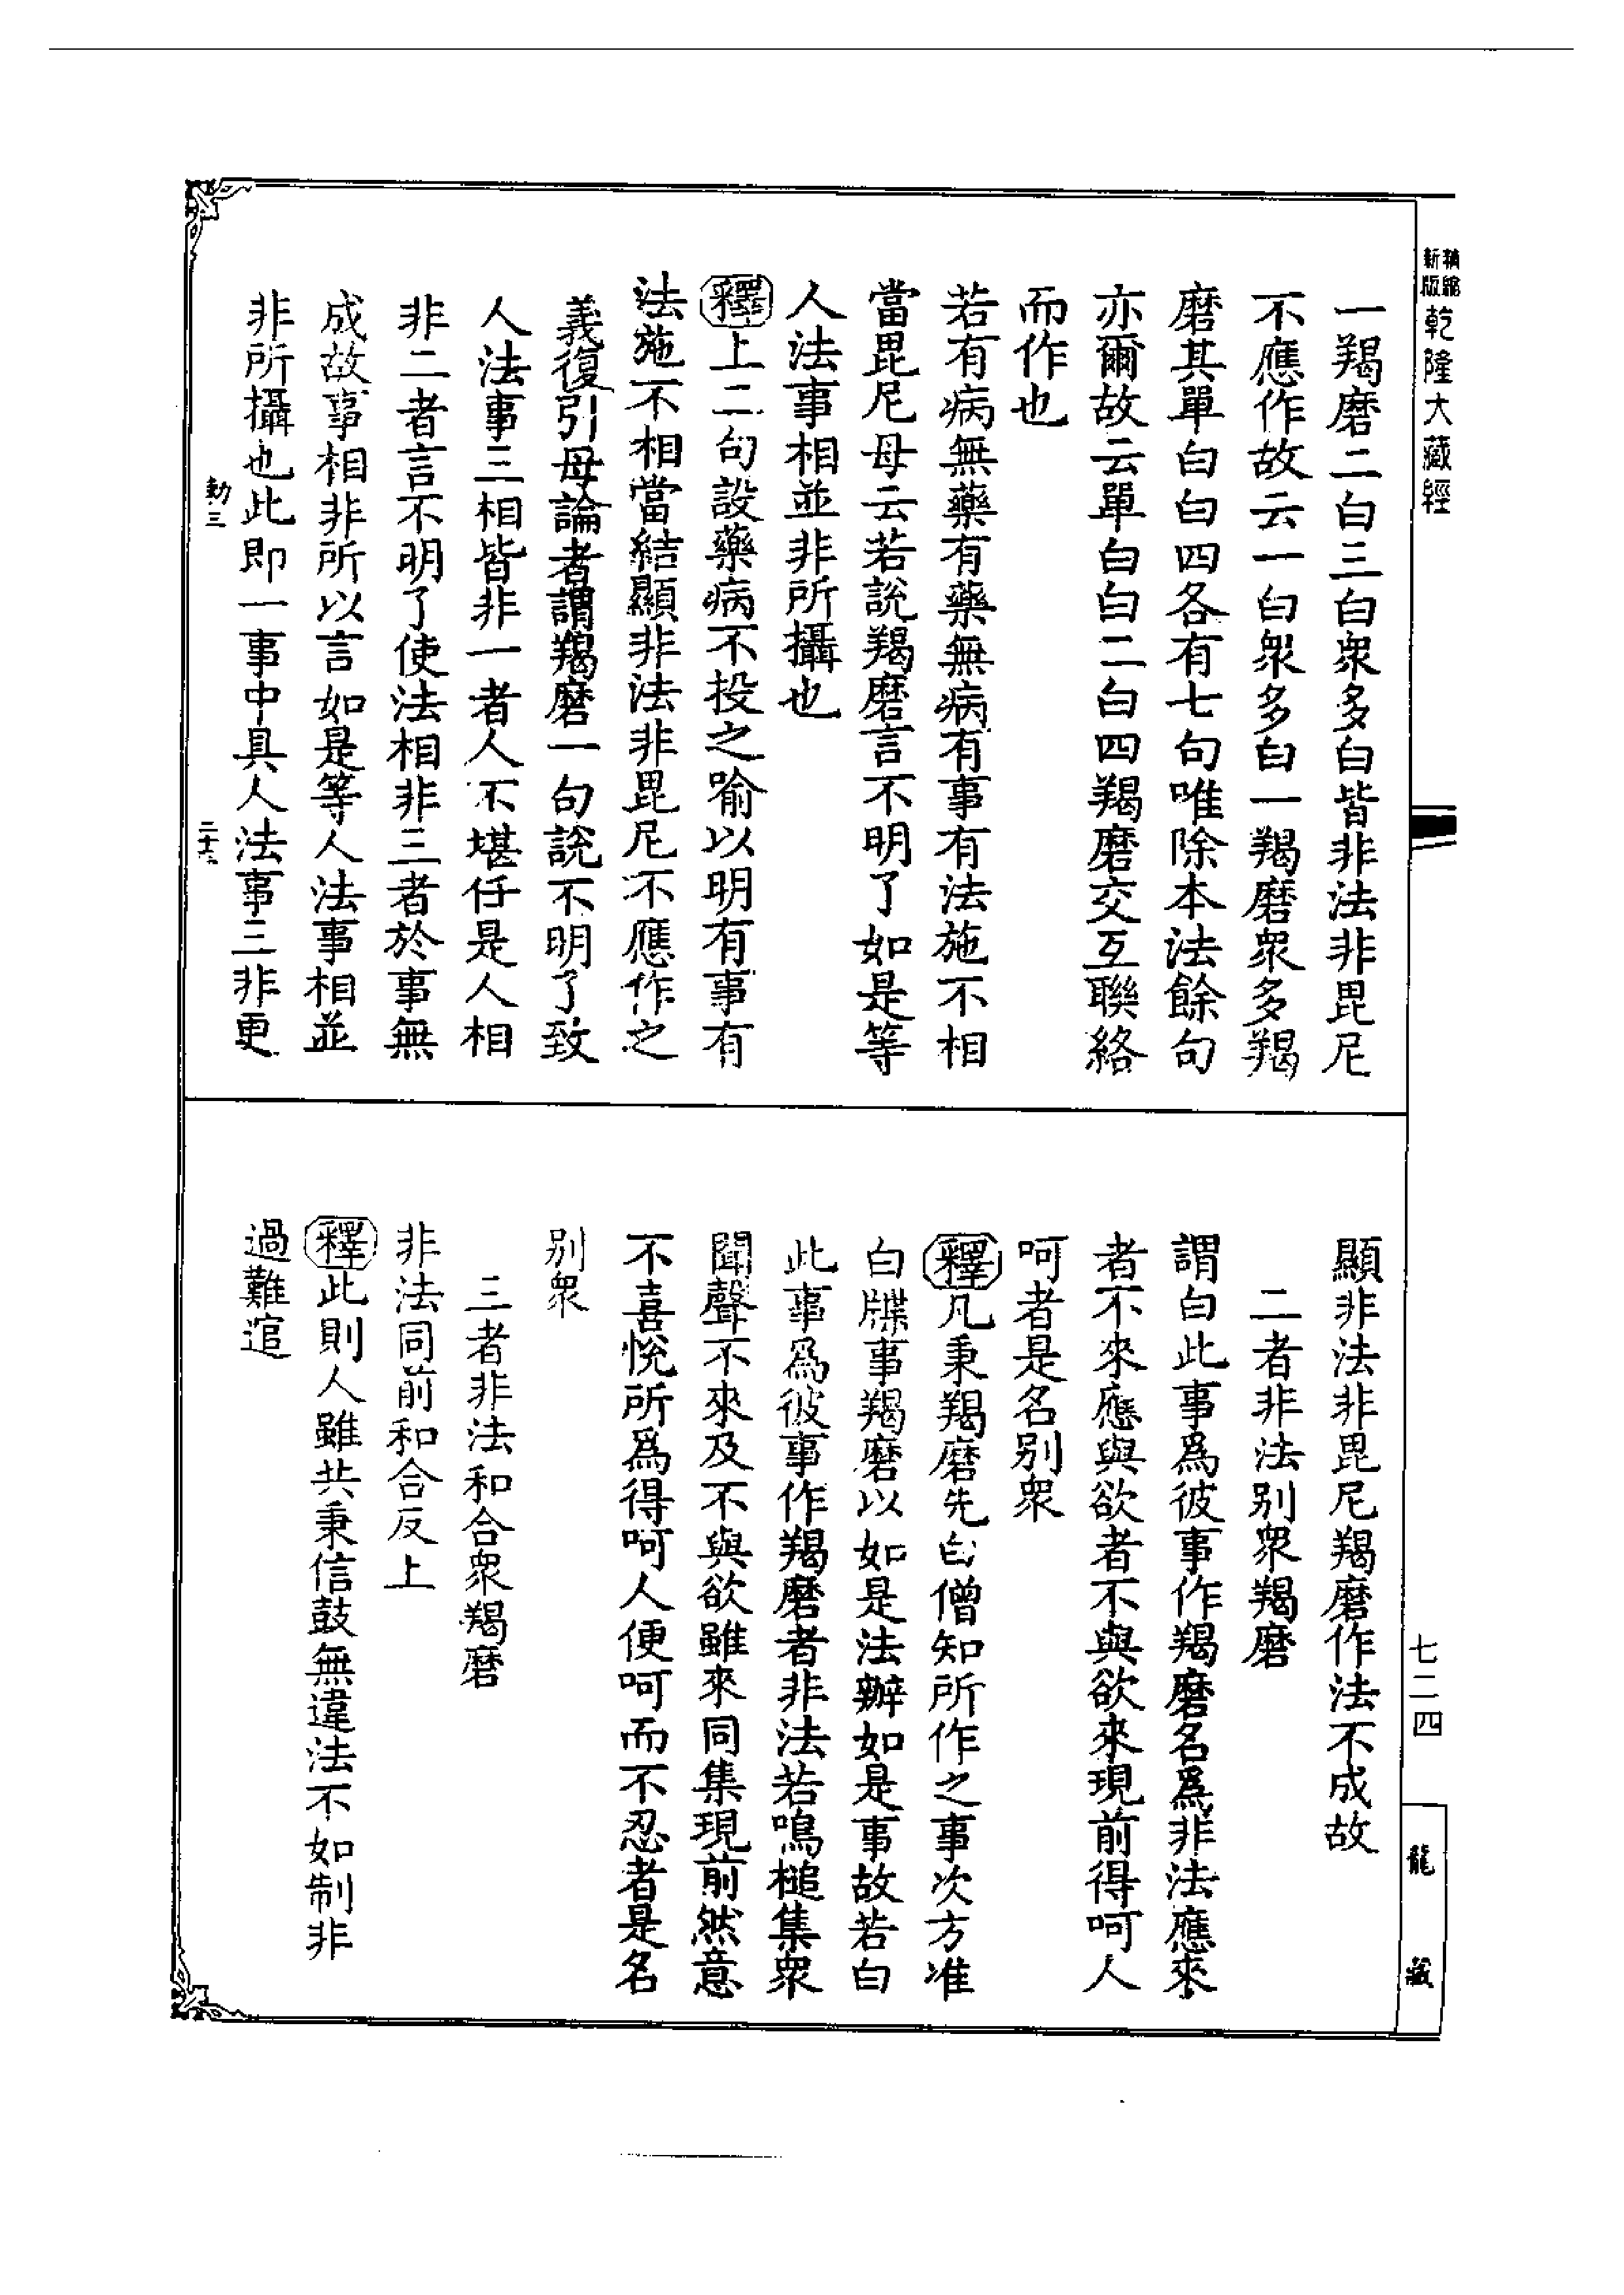 精縮
新版
乾隆大藏經
一羯磨二白三白衆多白皆非法非毘尼
不應作故云一白衆多白一羯磨衆多羯
磨其單白白四各有七句唯除本法餘句
亦爾故云單白白二白四羯磨交互聯絡
而作也
若有病無藥有藥無病有事有法施不相
當毘尼母云若說羯磨言不明了如是等
人法事相並非所攝也
釋上二句設藥病不投之喻以明有事有
法施不相當結顯非法非毘尼不應作之
義復引母論者謂羯磨一句說不明了致
人法事三相皆非一者人不堪任是人相
非二者言不明了使法相非三者於事無
成故事相非所以言如是等人法事相並
非所攝也此即一事中具人法事三非更
勅三
顯非法非毘尼羯磨作法不成故
二者非法別衆羯磨
謂白此事爲彼事作羯磨名爲非法應來
者不來應與欲者不與欲來現前得呵人
呵者是名別衆
釋凡秉羯磨先白僧知所作之事次方准
白牒事羯磨以如是法辦如是事故若白
此事爲彼事作羯磨者非法若鳴槌集衆
聞聲不來及不與欲雖來同集現前然意
不喜悅所爲得呵人便呵而不忍者是名
別衆
三者非法和合衆羯磨
非法同前和合反上
釋此則人雖共秉信鼓無違法不如制非
過難逭
七二四
龍藏